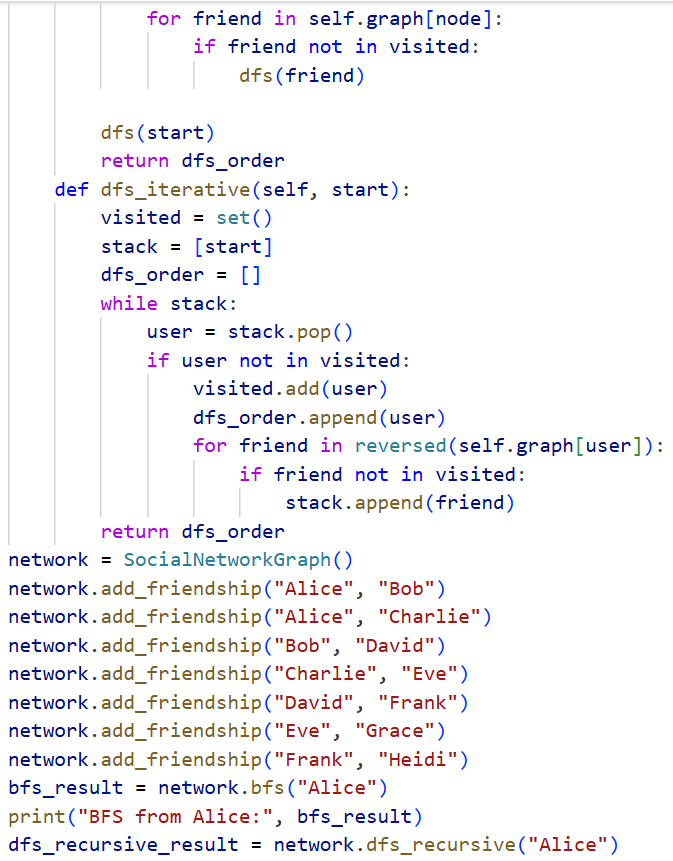 for friend in self.graph[node]:
                if friend not in visited:
                    dfs(friend)

        dfs(start)
        return dfs_order
    def dfs_iterative(self, start):
        visited = set()
        stack = [start]
        dfs_order = []
        while stack:
            user = stack.pop()
            if user not in visited:
                visited.add(user)
                dfs_order.append(user)
                for friend in reversed(self.graph[user]):
                    if friend not in visited:
                        stack.append(friend)
        return dfs_order
network = SocialNetworkGraph()
network.add_friendship("Alice", "Bob")
network.add_friendship("Alice", "Charlie")
network.add_friendship("Bob", "David")
network.add_friendship("Charlie", "Eve")
network.add_friendship("David", "Frank")
network.add_friendship("Eve", "Grace")
network.add_friendship("Frank", "Heidi")
bfs_result = network.bfs("Alice")
print("BFS from Alice:", bfs_result)
dfs_recursive_result = network.dfs_recursive("Alice")